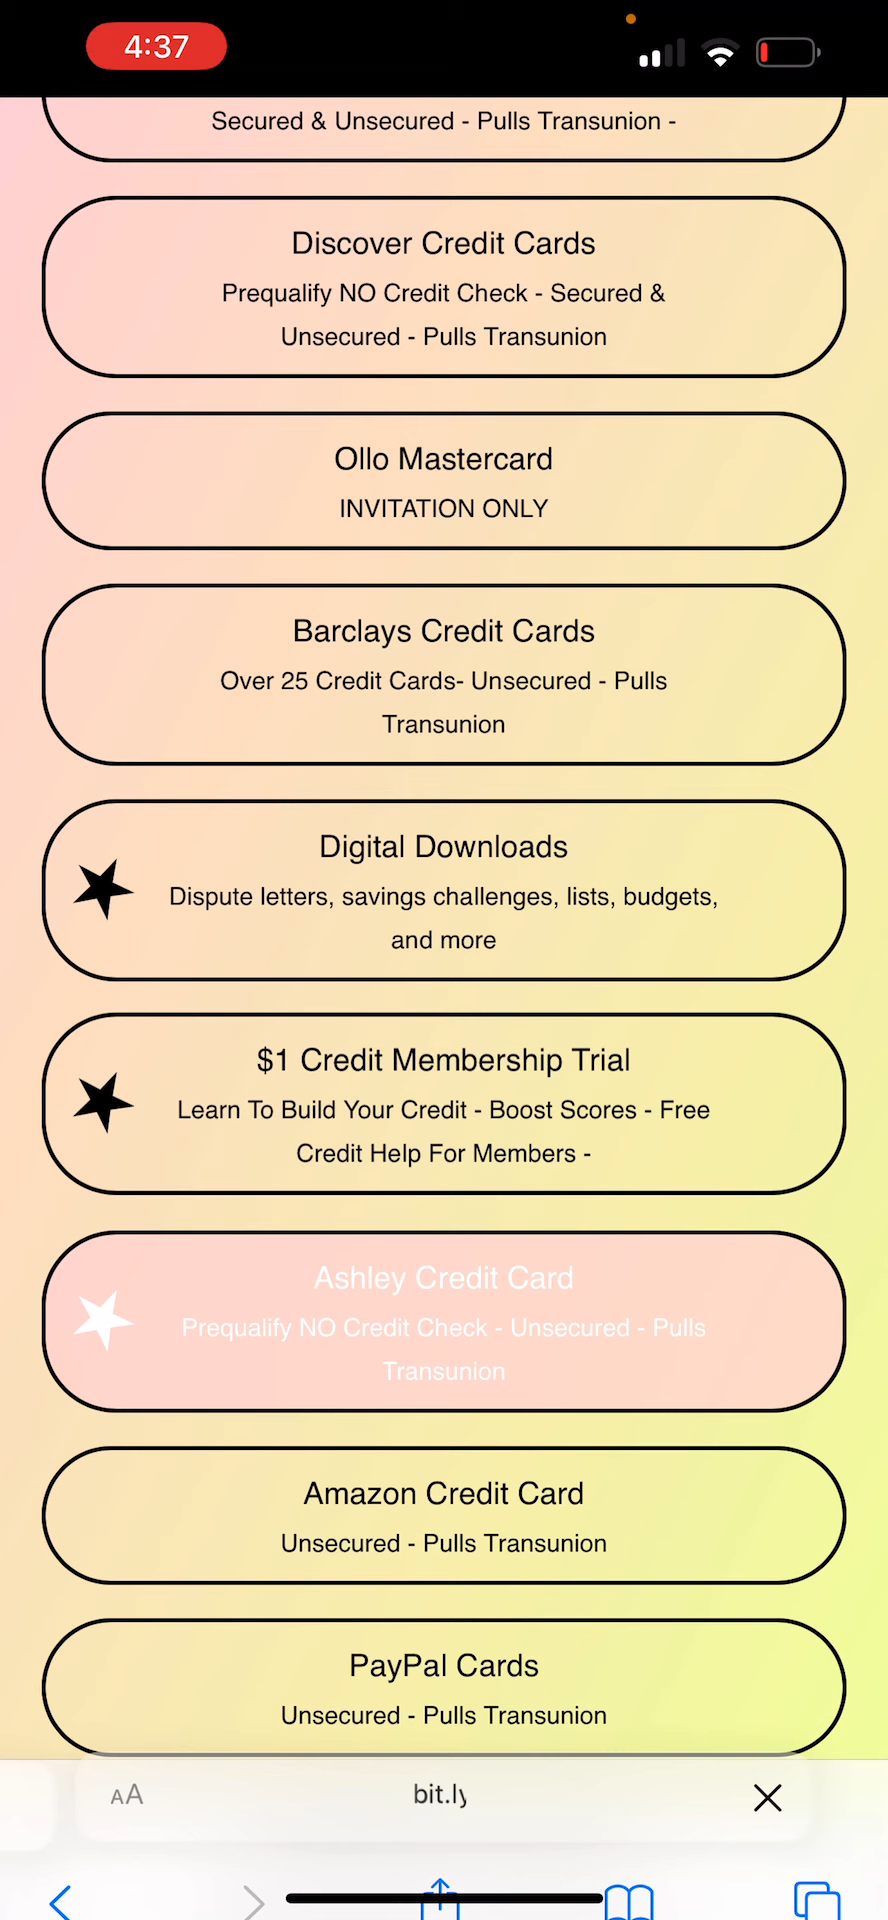 4:37
Secured & Unsecured - Pulls Transunion -
Discover Credit Cards
Prequalify NO Credit Check - Secured &
Unsecured - Pulls Transunion
Ollo Mastercard
INVITATION ONLY
Barclays Credit Cards
Over 25 Credit Cards- Unsecured - Pulls
Transunion
Digital Downloads
Dispute letters, savings challenges, lists, budgets,
and more
$1 Credit Membership Trial
Learn To Build Your Credit - Boost Scores - Free
Credit Help For Members -
Ashley Credit Card
Prequalify NO Credit Check - Unsecured - Pulls
Transunion
Amazon Credit Card
Unsecured - Pulls Transunion
PayPal Cards
Unsecured - Pulls Transunion
AA bit.ly